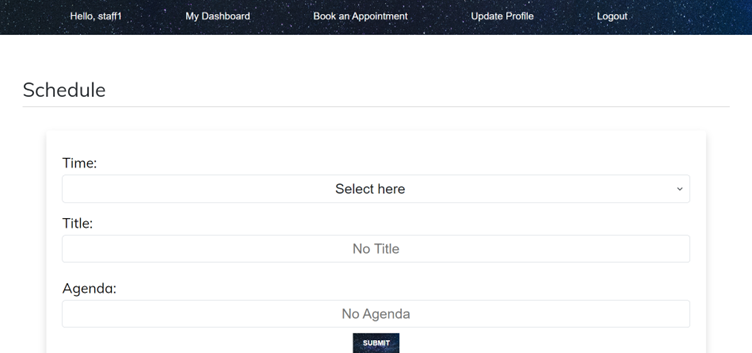 Hello, staff1 My Dashboard Book an Appointment Update Profile Logout
Schedule
Time:
Select here
Title:
No Title
Agenda:
No Agenda
SUBMIT